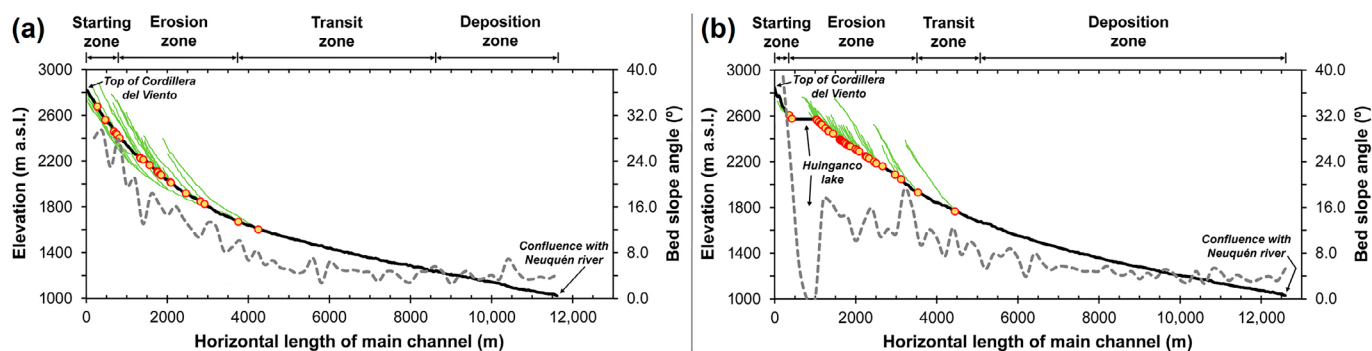 (a)
Starting zone
Erosion zone
Transit zone
Deposition zone
3000
2600
2200
1800
1400
1000
Elevation (m a.s.l.)
Top of Cordillera
del Viento
Confluence with
Neuquén river
40.0
32.0
24.0
16.0
8.0
0.0
Bed slope angle (º)
0
2000
4000
6000
8000
10,000
12,000
Horizontal length of main channel (m)
(b)
Starting zone
Erosion zone
Transit zone
Deposition zone
3000
2600
2200
1800
1400
1000
Elevation (m a.s.l.)
Top of Cordillera
del Viento
Huinganco
lake
Confluence with
Neuquén river
40.0
32.0
24.0
16.0
8.0
0.0
Bed slope angle (º)
0
2000
4000
6000
8000
10,000
12,000
Horizontal length of main channel (m)